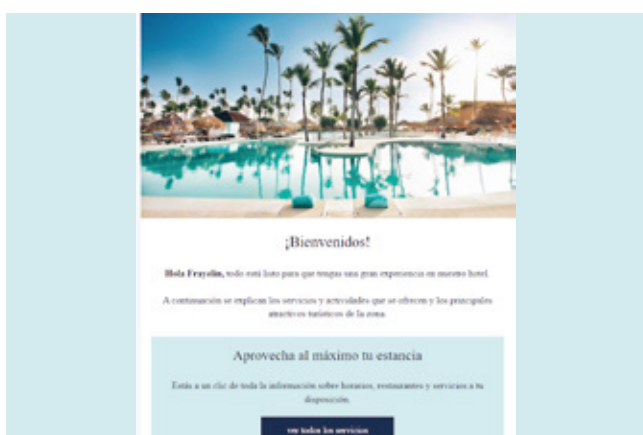 ¡Bienvenidos!
Hola Frayolin, todo está listo para que tengas una gran experiencia en nuestro hotel.
A continuación se explican los servicios y actividades que se ofrecen y los principales
atractivos turísticos de la zona.
Aprovecha al máximo tu estancia
Estás a un clic de toda la información sobre horarios, restaurantes y servicios a tu
disposición.
ver todos los servicios